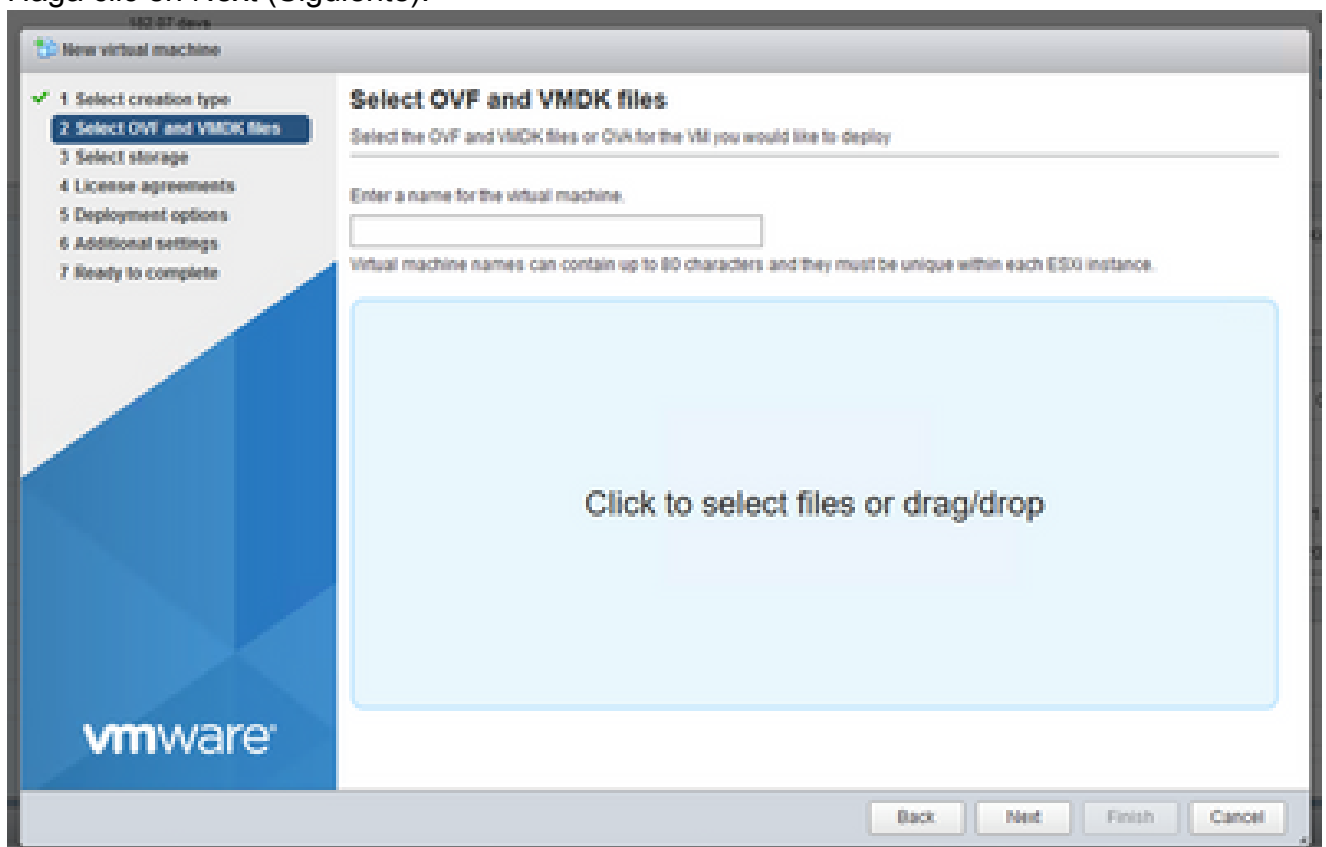 Haga clic en Next (Siguiente).
New virtual machine
1 Select creation type
2 Select OVF and VMDK files
3 Select storage
4 License agreements
5 Deployment options
6 Additional settings
7 Ready to complete
vmware
Select OVF and VMDK files
Select the OVF and VMDK files or OVA for the VM you would like to deploy
Enter a name for the virtual machine.
Virtual machine names can contain up to 80 characters and they must be unique within each ESXi instance.
Click to select files or drag/drop
Back
Next
Finish
Cancel